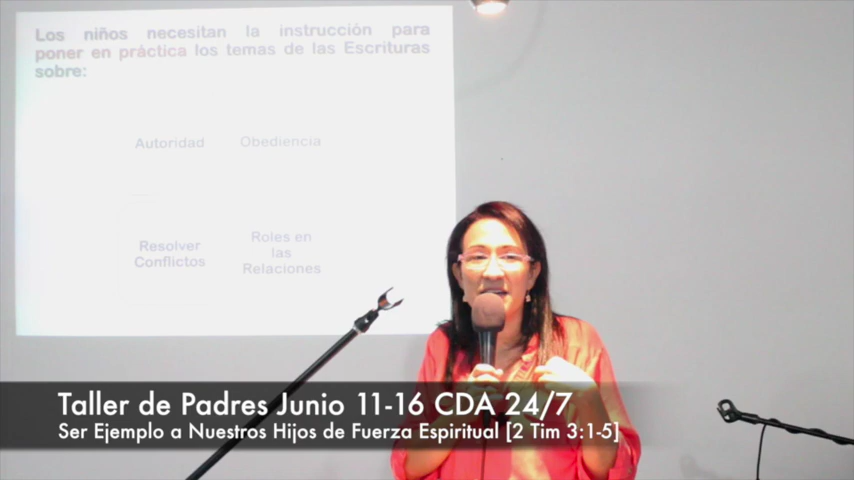 Los niños necesitan la instrucción para
poner en pràctica los temas de las Escrituras
sobre:
Autoridad
Obediencia
Resolver
Conflictos
Roles en
las
Relaciones
Taller de Padres Junio 11-16 CDA 24/7
Ser Ejemplo a Nuestros Hijos de Fuerza Espiritual [2 Tim 3:1-5]